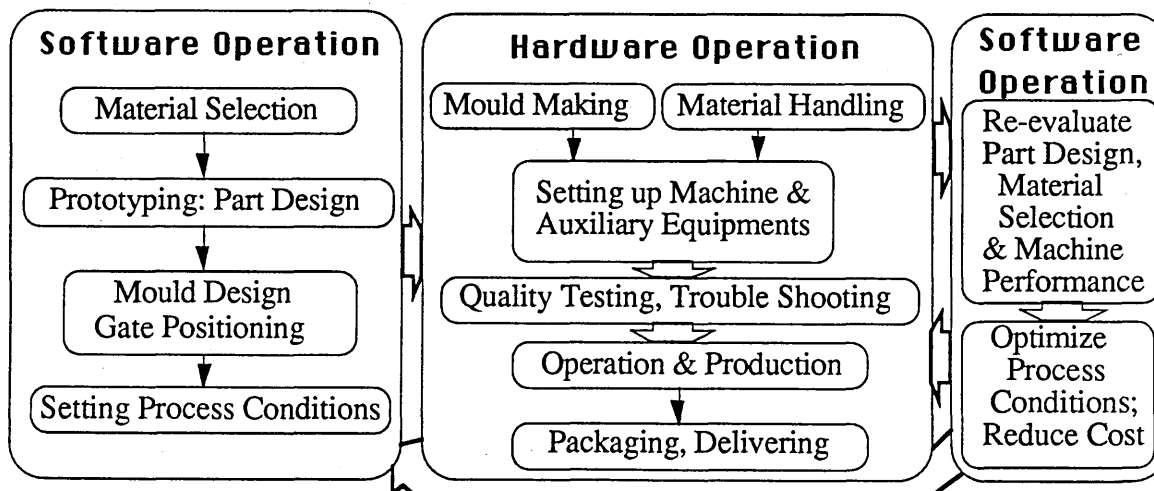 Software Operation
Material Selection
Prototyping: Part Design
Mould Design
Gate Positioning
Setting Process Conditions
Hardware Operation
Mould Making
Material Handling
Setting up Machine &
Auxiliary Equipments
Quality Testing, Trouble Shooting
Operation & Production
Packaging, Delivering
Software
Operation
Re-evaluate
Part Design,
Material
Selection
& Machine
Performance
Optimize
Process
Conditions;
Reduce Cost